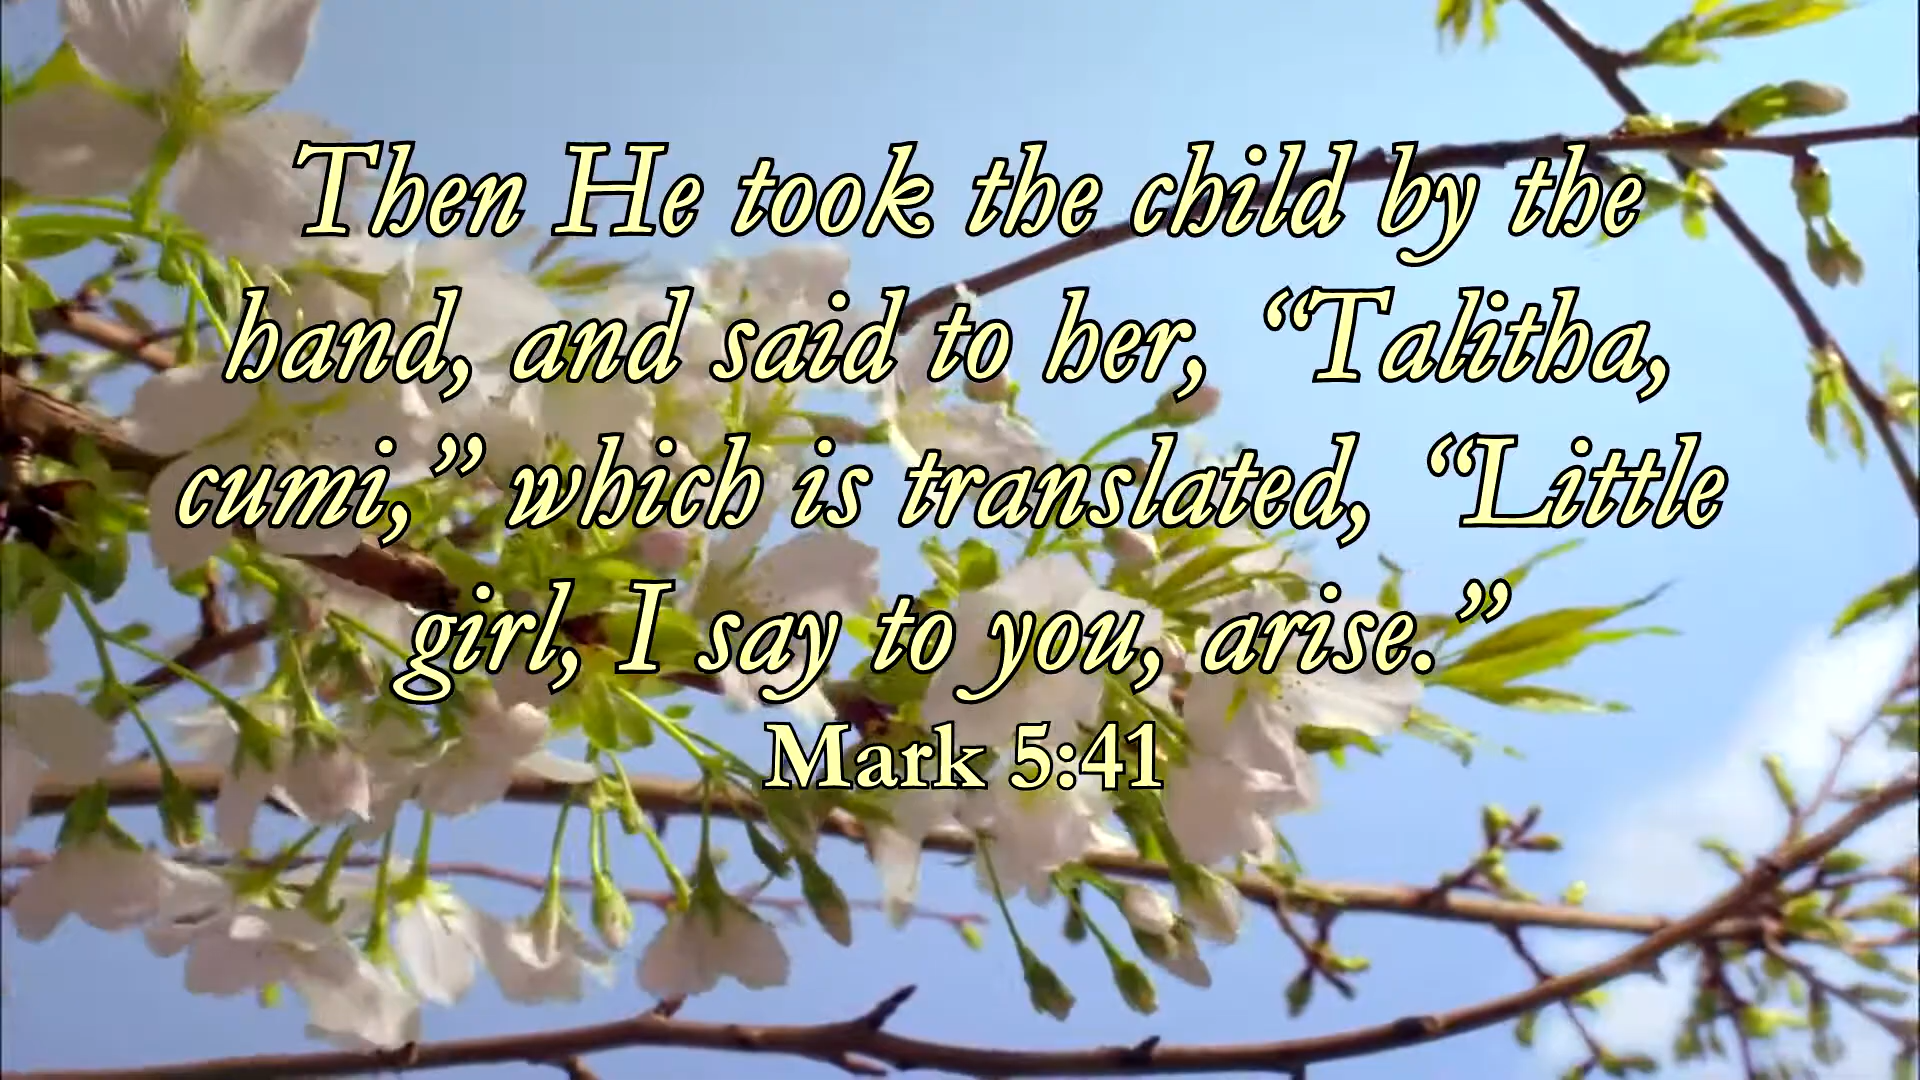 Then He took the child by the
hand, and said to her, “Talitha,
cumi,” which is translated, “Little
girl, I say to you, arise.”
Mark 5:41